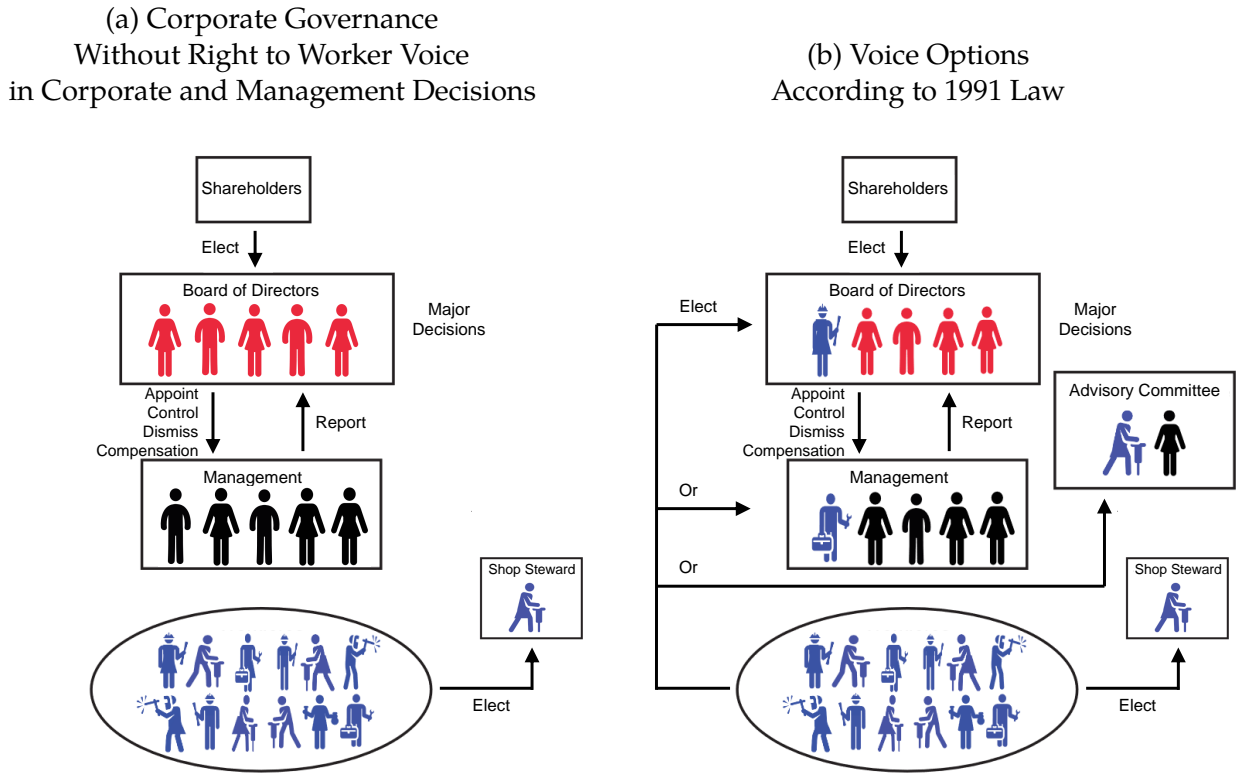 (a) Corporate Governance
Without Right to Worker Voice
in Corporate and Management Decisions
Shareholders
Elect
Board of Directors
Major
Decisions
Appoint
Control
Dismiss
Compensation
Report
Management
Shop Steward
Elect
(b) Voice Options
According to 1991 Law
Shareholders
Elect
Elect
Board of Directors
Major
Decisions
Appoint
Control
Dismiss
Compensation
Report
Advisory Committee
Or
Management
Or
Shop Steward
Elect